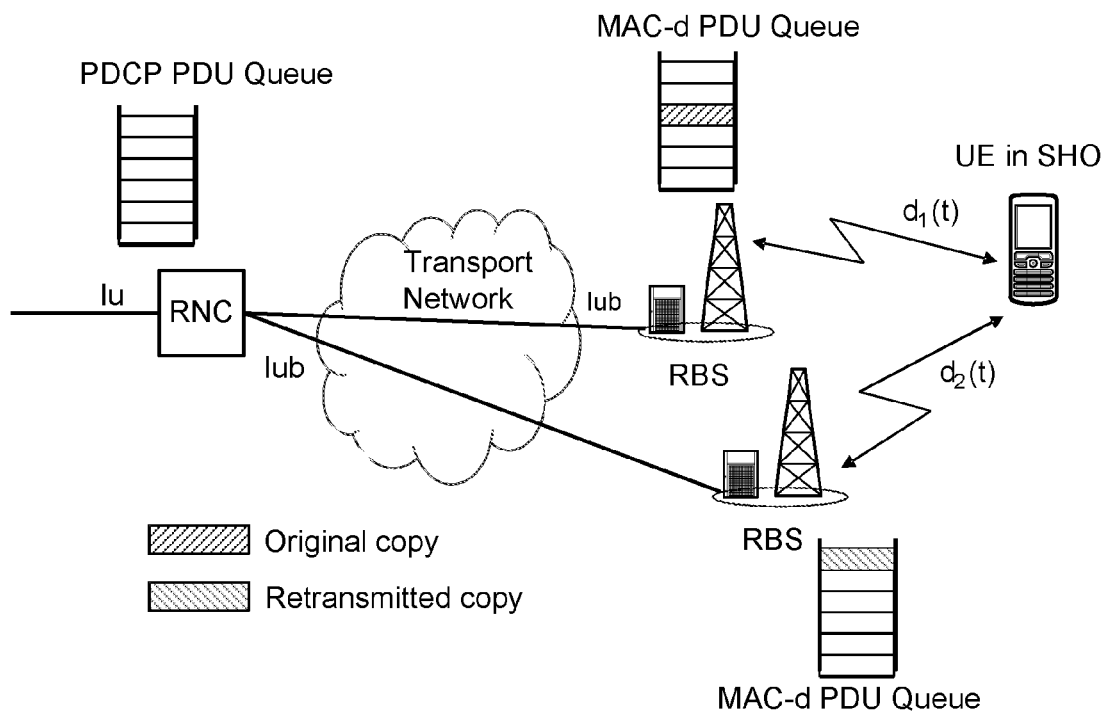 MAC-d PDU Queue
PDCP PDU Queue
UE in SHO
d1(t)
Transport
Network
Iu
RNC
Iub
Iub
RBS
d2(t)
RBS
Original copy
Retransmitted copy
MAC-d PDU Queue